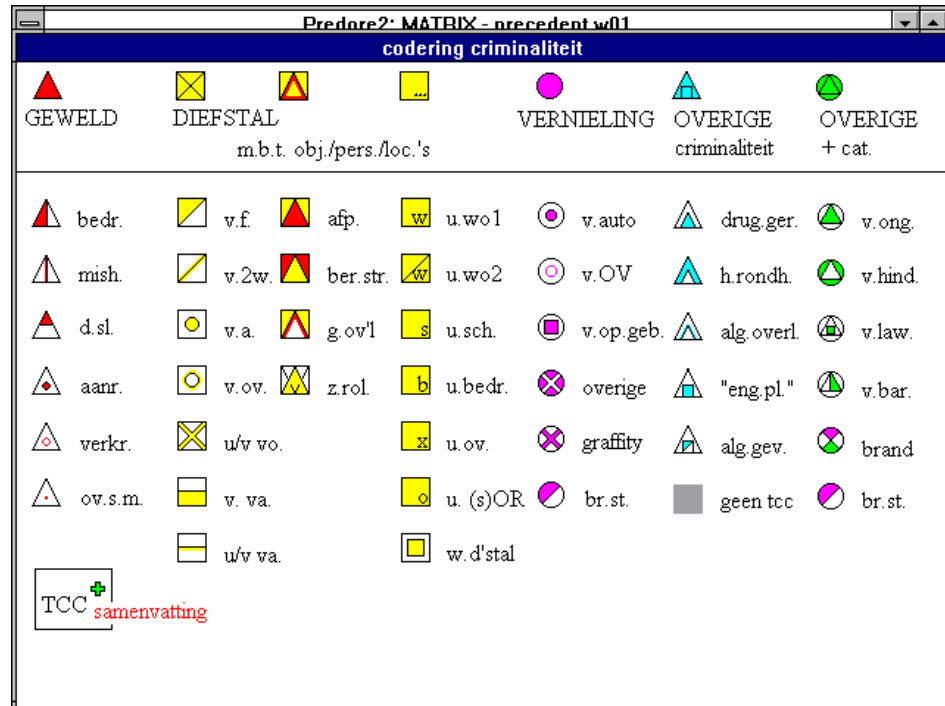 Predore2: MATRIX - precedent w01
codering criminaliteit
...
GEWELD DIEFSTAL VERNIELING OVERIGE OVERIGE
m.b.t. obj./pers./loc.'s criminaliteit + cat.
bedr. v.f. afp. w u.wo1 v.auto drug.ger. v.ong.
mish. v.2w. ber.str. w u.wo2 v.OV h.rondh. v.hind.
d.sl. v.a. g.ov'l s u.sch. v.op.geb. alg.overl. v.law.
aanr. v.ov. z.rol. b u.bedr. overige "eng.pl." v.bar.
verkr. u/v vo. x u.ov. graffity alg.gev. brand
ov.s.m. v. va. o u. (s)OR br.st. geen tcc br.st.
u/v va. w.d'stal
TCC
samenvatting